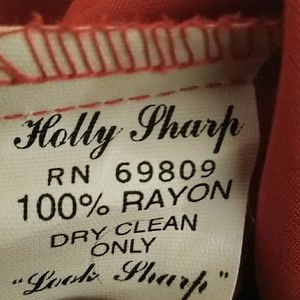 Holly Sharp
RN 69809
100% RAYON
DRY CLEAN
ONLY
"Look Sharp"